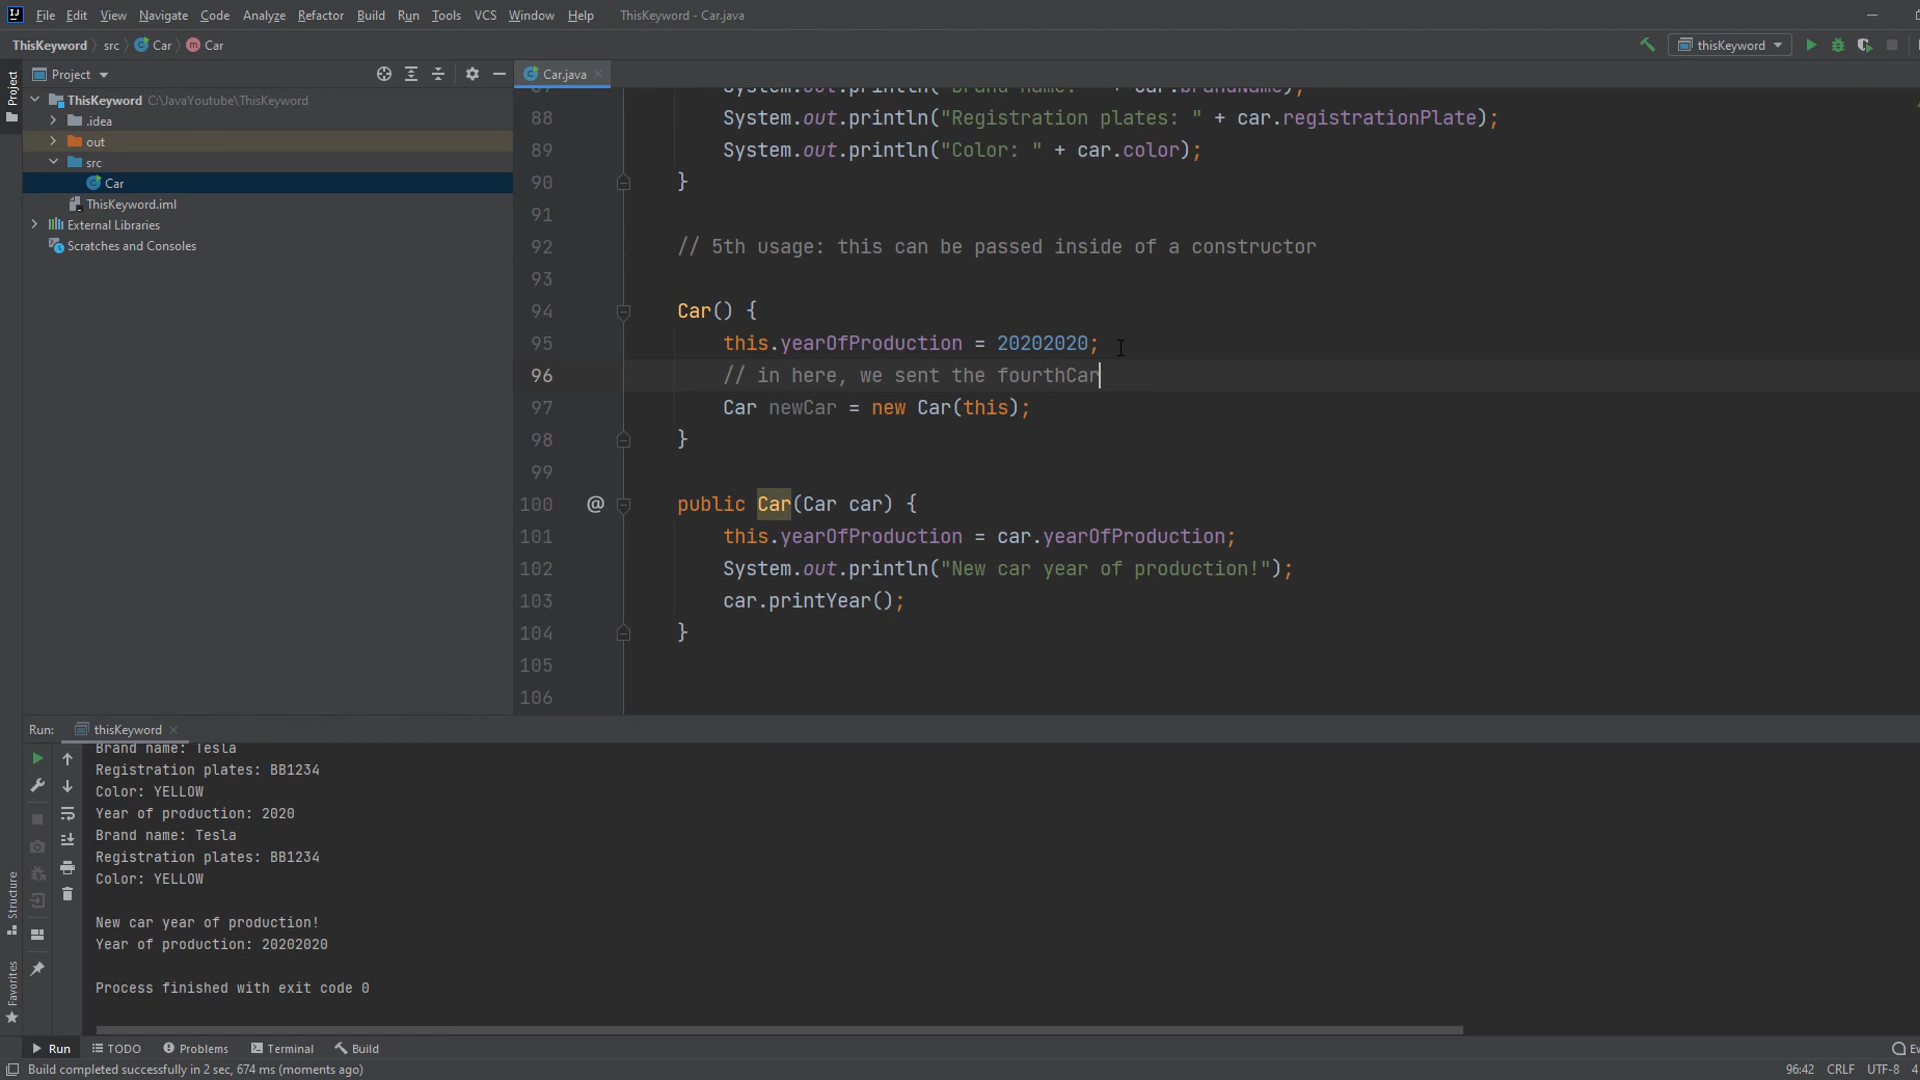 File Edit View Navigate Code Analyze Refactor Build Run Tools VCS Window Help ThisKeyword - Car.java
ThisKeyword src Car Car thisKeyword
Project
Project
Car.java
ThisKeyword C:\JavaYoutube\ThisKeyword
.idea
out
src
Car
ThisKeyword.iml
External Libraries
Scratches and Consoles
88 System.out.println("Registration plates: " + car.registrationPlate);
89 System.out.println("Color: " + car.color);
90 }
91
92 // 5th usage: this can be passed inside of a constructor
93
94 Car() {
95 this.yearOfProduction = 20202020;
96 // in here, we sent the fourthCar
97 Car newCar = new Car(this);
98 }
99
100 @ public Car(Car car) {
101 this.yearOfProduction = car.yearOfProduction;
102 System.out.println("New car year of production!");
103 car.printYear();
104 }
105
106
Run: thisKeyword
Brand name: Tesla
Registration plates: BB1234
Color: YELLOW
Year of production: 2020
Brand name: Tesla
Registration plates: BB1234
Color: YELLOW
New car year of production!
Year of production: 20202020
Process finished with exit code 0
Structure
Favorites
Run TODO Problems Terminal Build
Build completed successfully in 2 sec, 674 ms (moments ago) 96:42 CRLF UTF-8 4